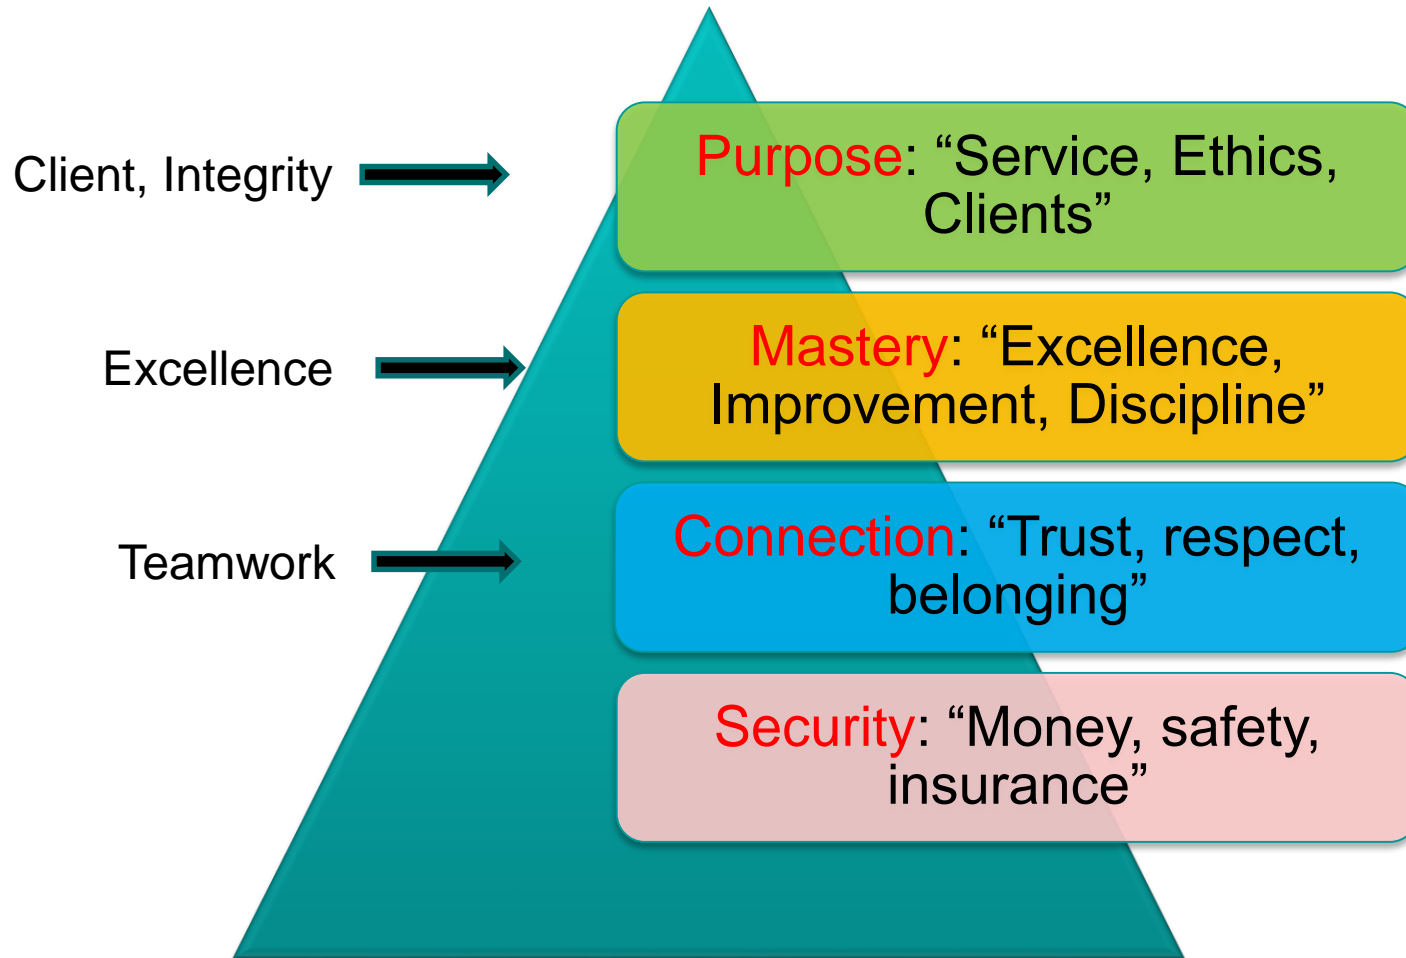 Client, Integrity
Purpose: “Service, Ethics,
Clients”
Excellence
Mastery: “Excellence,
Improvement, Discipline”
Teamwork
Connection: “Trust, respect,
belonging”
Security: “Money, safety,
insurance”